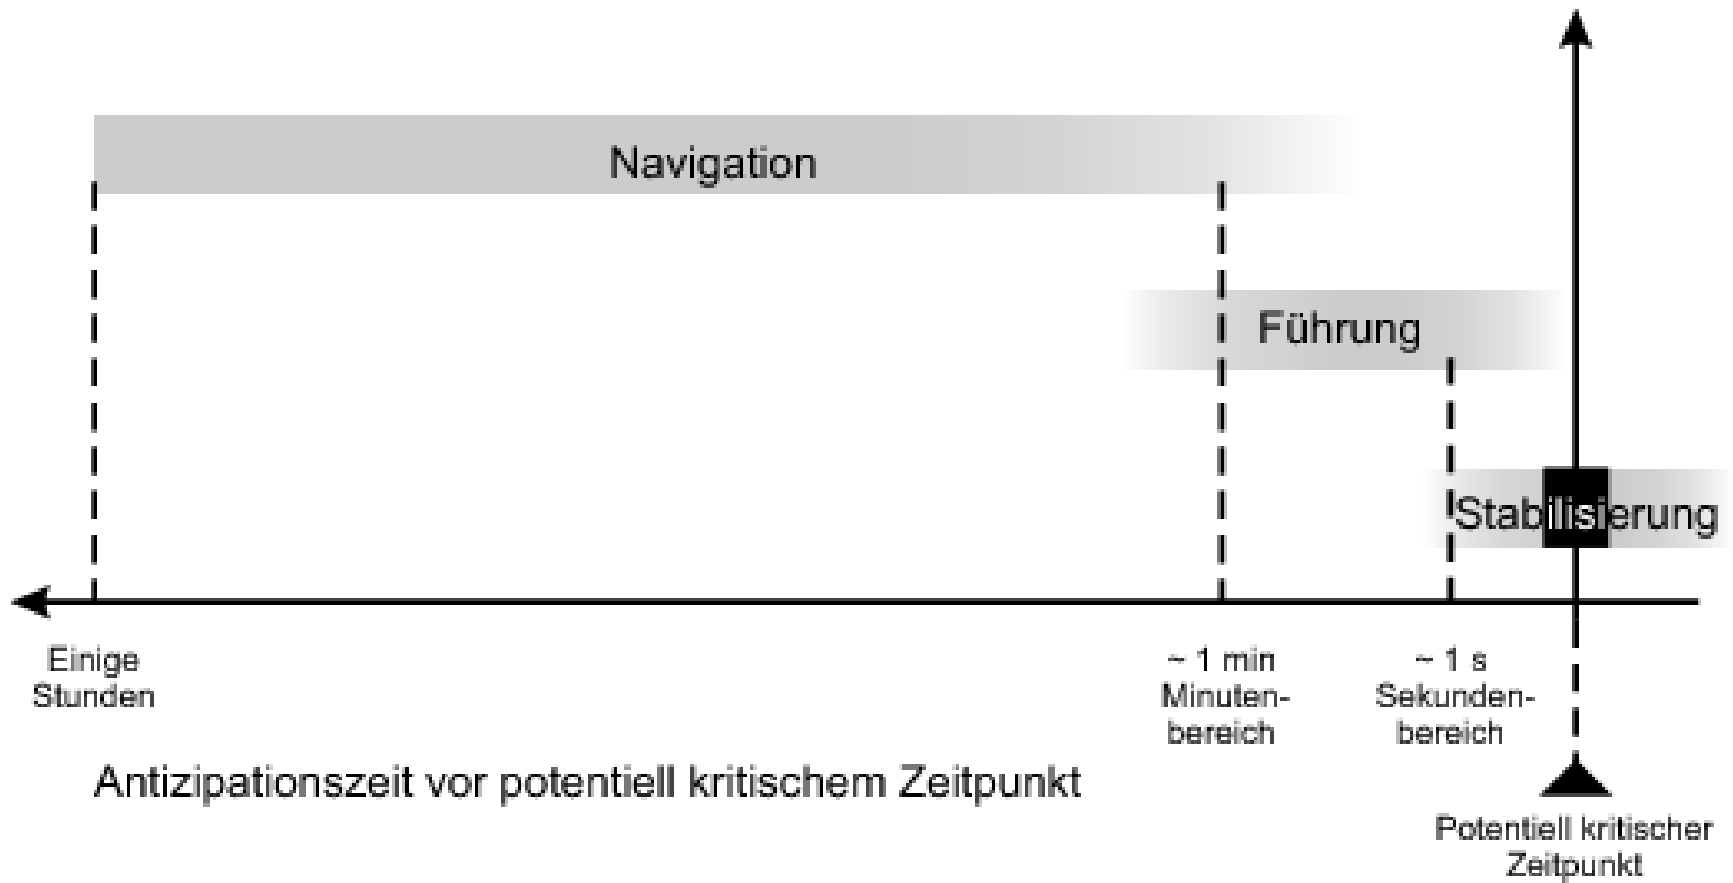 Navigation
Führung
Stabilisierung
Einige
Stunden
~ 1 min
Minuten-
bereich
~ 1 s
Sekunden-
bereich
Antizipationszeit vor potentiell kritischem Zeitpunkt
Potentiell kritischer
Zeitpunkt